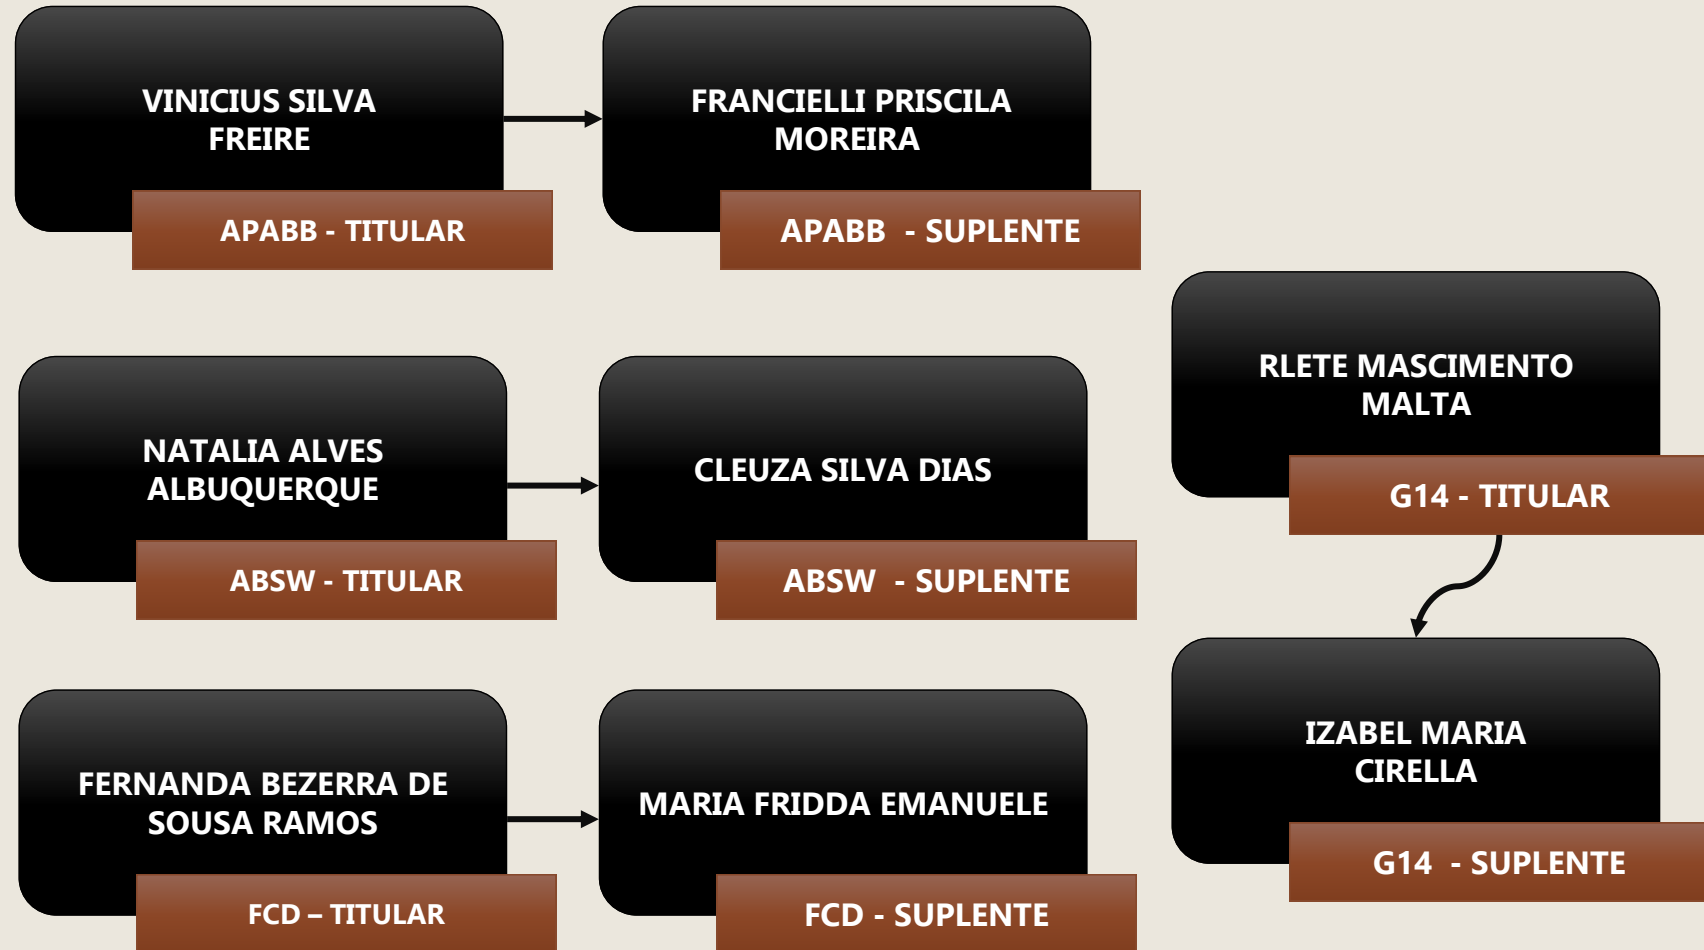 VINICIUS SILVA
FREIRE
APABB - TITULAR
FRANCIELLI PRISCILA
MOREIRA
APABB - SUPLENTE
NATALIA ALVES
ALBUQUERQUE
ABSW - TITULAR
CLEUZA SILVA DIAS
ABSW - SUPLENTE
FERNANDA BEZERRA DE
SOUSA RAMOS
FCD – TITULAR
MARIA FRIDDA EMANUELE
FCD - SUPLENTE
RLETE MASCIMENTO
MALTA
G14 - TITULAR
IZABEL MARIA
CIRELLA
G14 - SUPLENTE